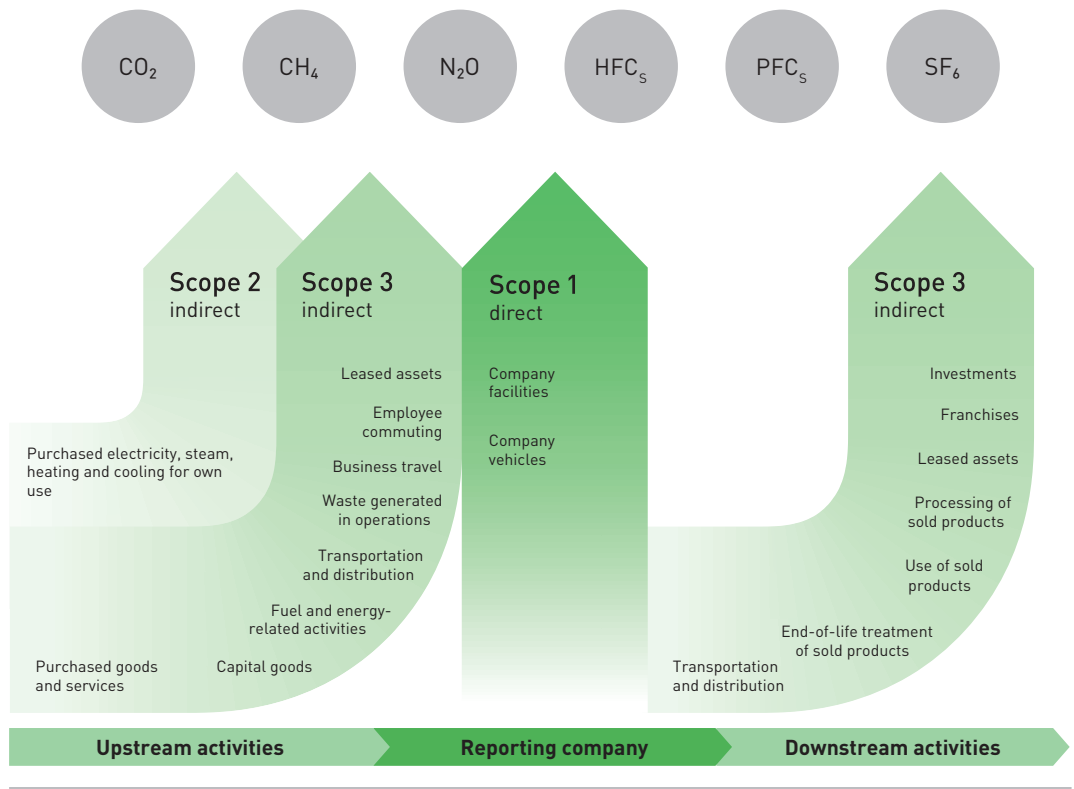 CO₂
CH₄
N₂O
HFCₛ
PFCₛ
SF₆
Scope 2
indirect
Purchased electricity, steam,
heating and cooling for own
use
Scope 3
indirect
Leased assets
Employee
commuting
Business travel
Waste generated
in operations
Transportation
and distribution
Fuel and energy-
related activities
Capital goods
Purchased goods
and services
Scope 1
direct
Company
facilities
Company
vehicles
Scope 3
indirect
Investments
Franchises
Leased assets
Processing of
sold products
Use of sold
products
End-of-life treatment
of sold products
Transportation
and distribution
Upstream activities
Reporting company
Downstream activities